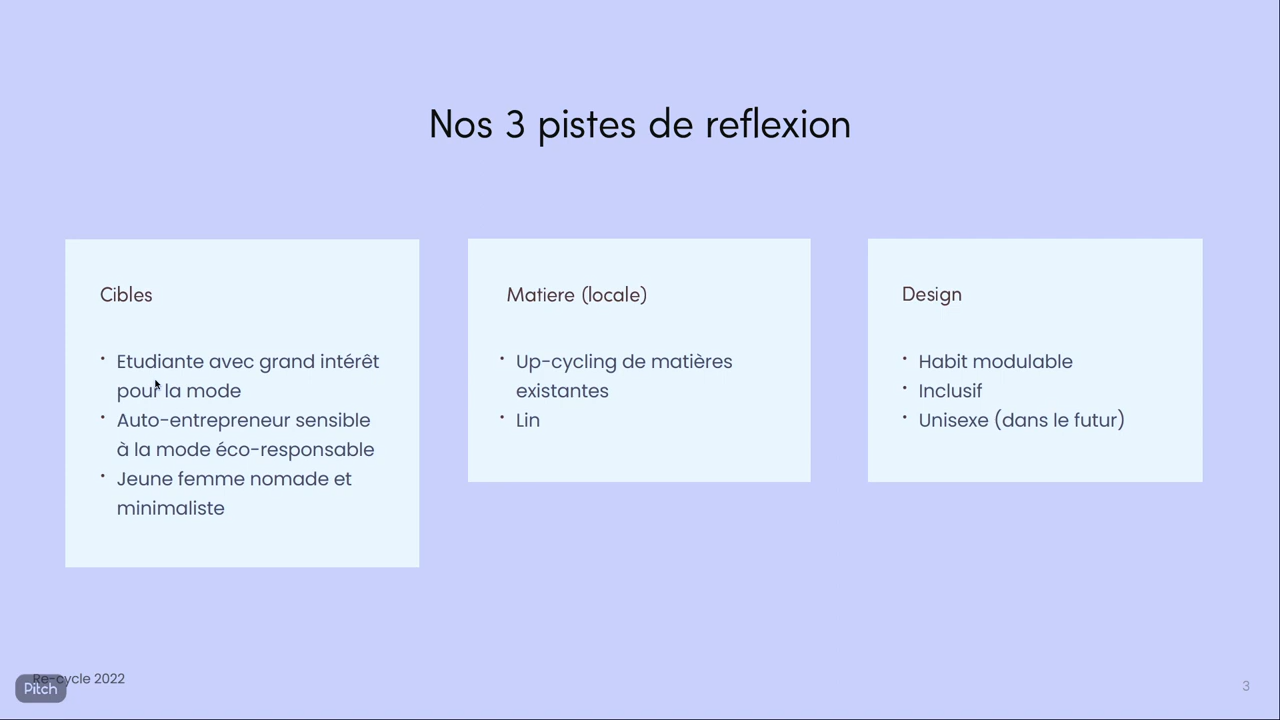 Nos 3 pistes de reflexion
Cibles
• Etudiante avec grand intérêt
pour la mode
• Auto-entrepreneur sensible
à la mode éco-responsable
• Jeune femme nomade et
minimaliste
Matiere (locale)
• Up-cycling de matières
existantes
• Lin
Design
• Habit modulable
• Inclusif
• Unisexe (dans le futur)
Re-cycle 2022
Pitch
3